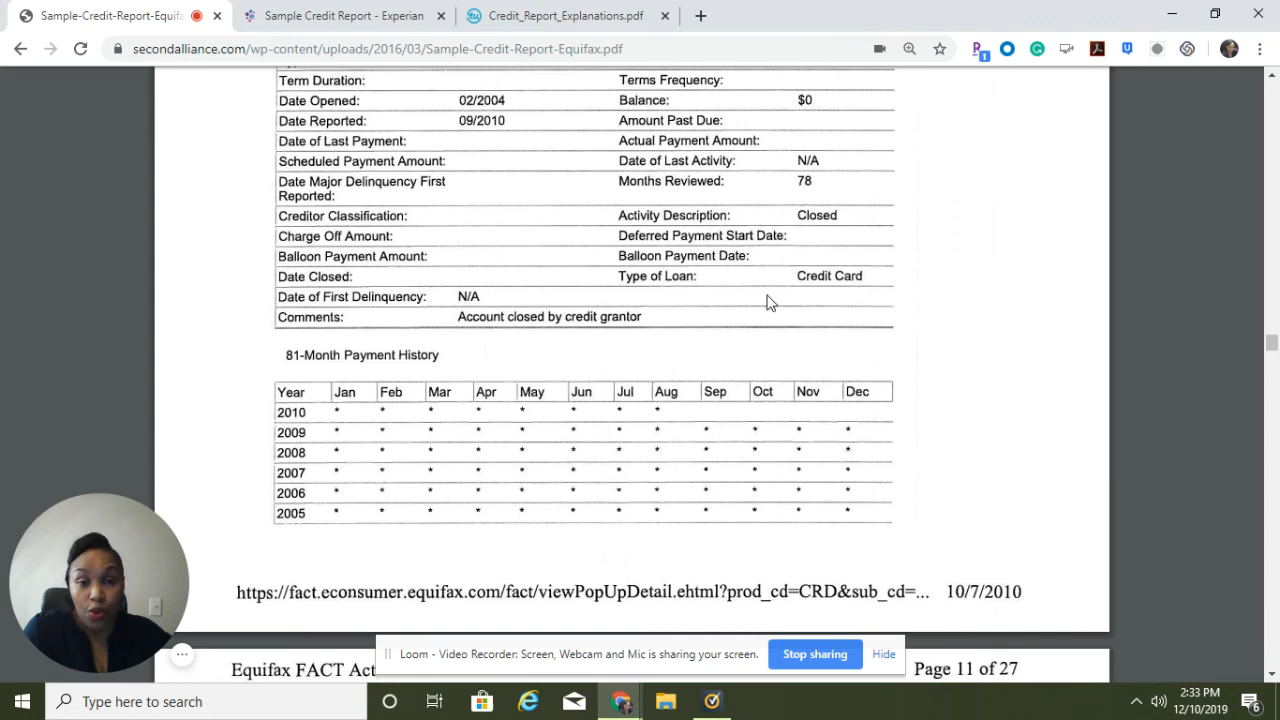 Sample-Credit-Report-Equifa
Sample Credit Report - Experian
Credit_Report_Explanations.pdf
secondalliance.com/wp-content/uploads/2016/03/Sample-Credit-Report-Equifax.pdf
1
Term Duration: Terms Frequency:
Date Opened: 02/2004 Balance: $0
Date Reported: 09/2010 Amount Past Due:
Date of Last Payment: Actual Payment Amount:
Scheduled Payment Amount: Date of Last Activity: N/A
Date Major Delinquency First Reported: Months Reviewed: 78
Creditor Classification: Activity Description: Closed
Charge Off Amount: Deferred Payment Start Date:
Balloon Payment Amount: Balloon Payment Date:
Date Closed: Type of Loan: Credit Card
Date of First Delinquency: N/A
Comments: Account closed by credit grantor
81-Month Payment History
Year Jan Feb Mar Apr May Jun Jul Aug Sep Oct Nov Dec
2010 * * * * * * * *
2009 * * * * * * * * * * * *
2008 * * * * * * * * * * * *
2007 * * * * * * * * * * * *
2006 * * * * * * * * * * * *
2005 * * * * * * * * * * * *
https://fact.econsumer.equifax.com/fact/viewPopUpDetail.ehtml?prod_cd=CRD&sub_cd=... 10/7/2010
Loom - Video Recorder: Screen, Webcam and Mic is sharing your screen. Stop sharing Hide
Equifax FACT Act Page 11 of 27
Type here to search
2:33 PM
12/10/2019
6